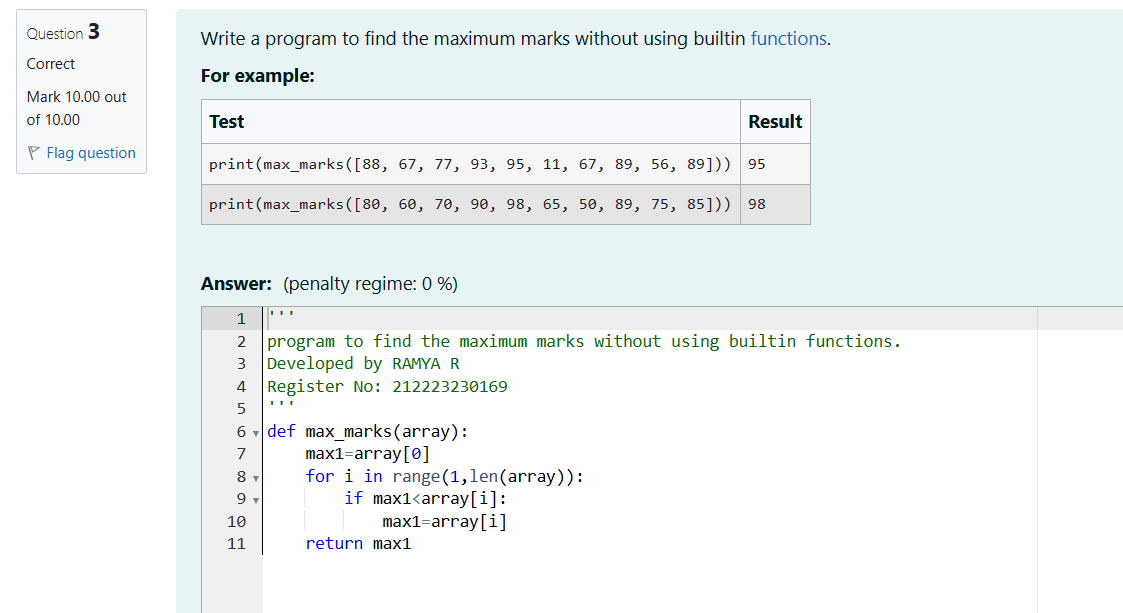 Question 3
Correct
Mark 10.00 out
of 10.00
Flag question
Write a program to find the maximum marks without using builtin functions.
For example:
Test Result
print(max_marks([88, 67, 77, 93, 95, 11, 67, 89, 56, 89])) 95
print(max_marks([80, 60, 70, 90, 98, 65, 50, 89, 75, 85])) 98
Answer: (penalty regime: 0 %)
1 '''
2 program to find the maximum marks without using builtin functions.
3 Developed by RAMYA R
4 Register No: 212223230169
5 '''
6 def max_marks(array):
7     max1=array[0]
8     for i in range(1,len(array)):
9         if max1<array[i]:
10             max1=array[i]
11     return max1